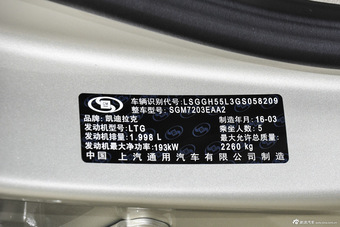 车辆识别代号: LSGGH55L3GS058209
整车型号: SGM7203EAA2
品牌: 凯迪拉克 制造年月: 16-03
发动机型号: LTG 乘坐人数: 5
发动机排量: 1.998 L 最大允许总质量:
发动机最大净功率: 193kW 2260 kg
中国 上汽通用汽车有限公司制造